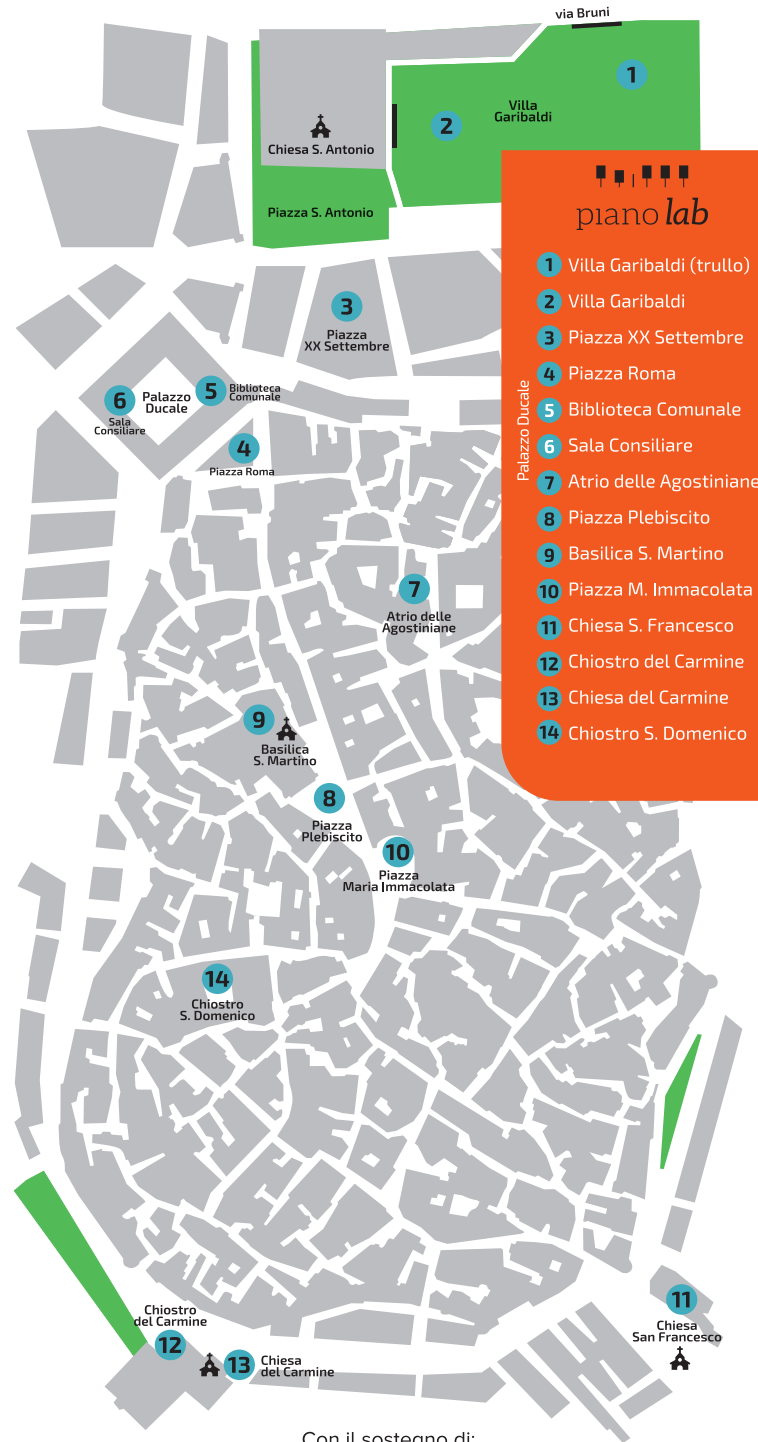 via Bruni
1
Villa
Garibaldi
2
Chiesa S. Antonio
Piazza S. Antonio
3
Piazza
XX Settembre
6
Sala
Consiliare
Palazzo
Ducale
5
Biblioteca
Comunale
4
Piazza Roma
7
Atrio delle
Agostiniane
9
Basilica
S. Martino
8
Piazza
Plebiscito
10
Piazza
Maria Immacolata
14
Chiostro
S. Domenico
11
Chiesa
San Francesco
Chiostro
del Carmine
12
13
Chiesa
del Carmine
piano lab
1 Villa Garibaldi (trullo)
2 Villa Garibaldi
3 Piazza XX Settembre
4 Piazza Roma
Palazzo Ducale
5 Biblioteca Comunale
6 Sala Consiliare
7 Atrio delle Agostiniane
8 Piazza Plebiscito
9 Basilica S. Martino
10 Piazza M. Immacolata
11 Chiesa S. Francesco
12 Chiostro del Carmine
13 Chiesa del Carmine
14 Chiostro S. Domenico
Con il sostegno di: